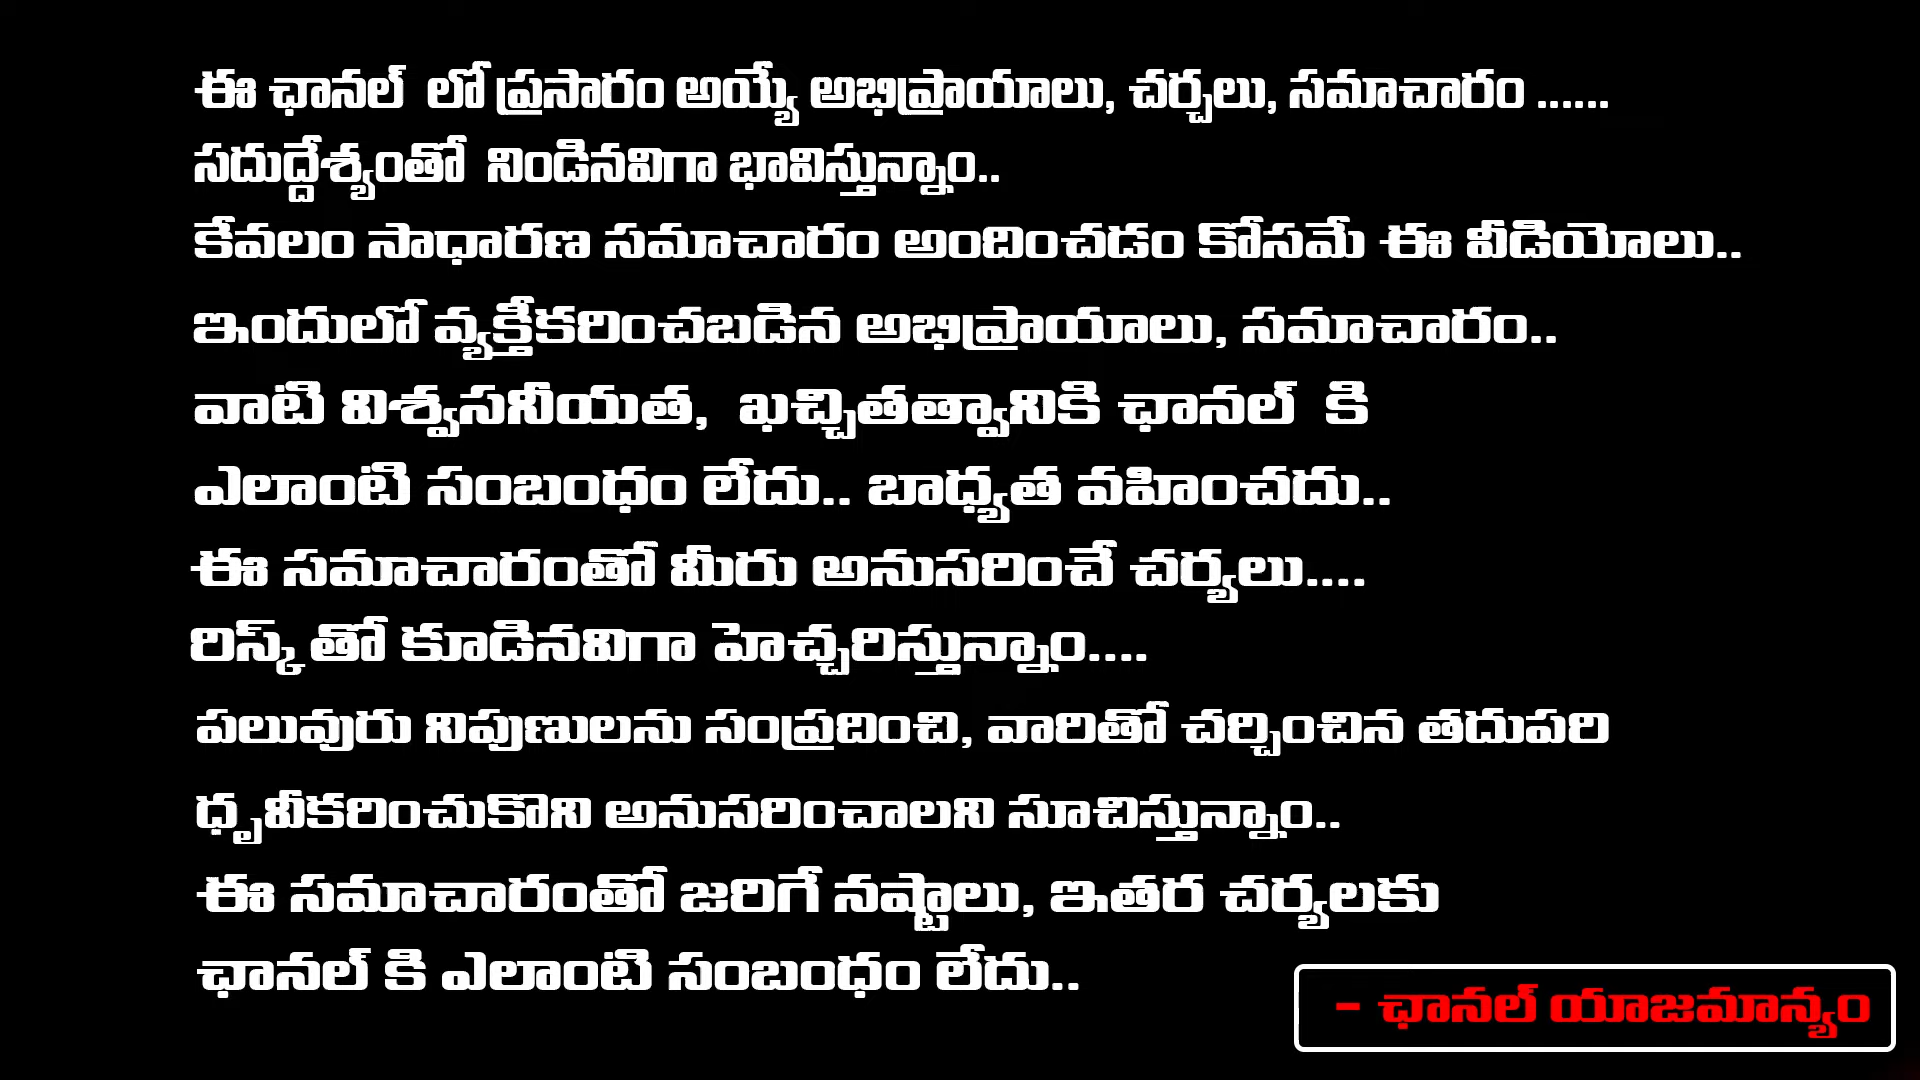 ఈ ఛానల్ లో ప్రసారం అయ్యే అభిప్రాయాలు, చర్చలు, సమాచారం ......
సదుద్దేశ్యంతో నిండినవిగా భావిస్తున్నాం..
కేవలం సాధారణ సమాచారం అందించడం కోసమే ఈ వీడియోలు..
ఇందులో వ్యక్తీకరించబడిన అభిప్రాయాలు, సమాచారం..
వాటి విశ్వసనీయత, ఖచ్చితత్వానికి ఛానల్ కి
ఎలాంటి సంబంధం లేదు.. బాధ్యత వహించదు..
ఈ సమాచారంతో మీరు అనుసరించే చర్యలు....
రిస్క్ తో కూడినవిగా హెచ్చరిస్తున్నాం....
పలువురు నిపుణులను సంప్రదించి, వారితో చర్చించిన తదుపరి
ధృవీకరించుకొని అనుసరించాలని సూచిస్తున్నాం..
ఈ సమాచారంతో జరిగే నష్టాలు, ఇతర చర్యలకు
ఛానల్ కి ఎలాంటి సంబంధం లేదు..
- ఛానల్ యాజమాన్యం